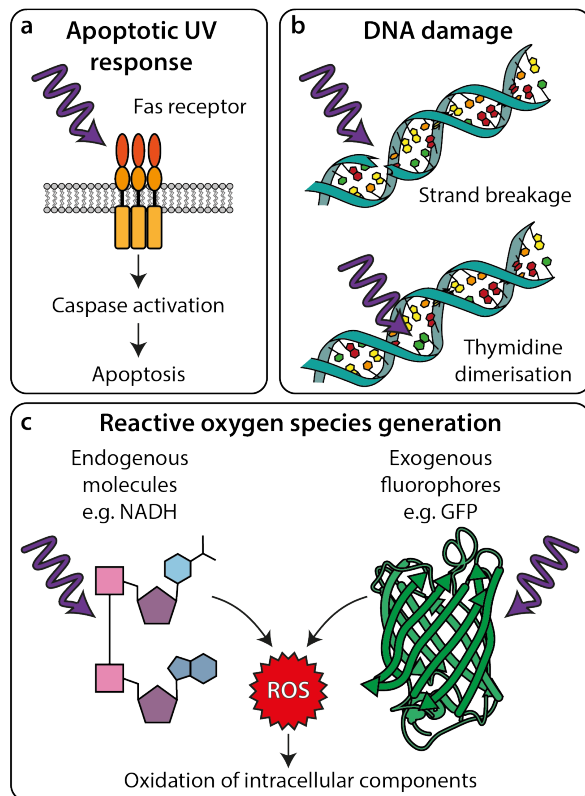 a
Apoptotic UV
response
Fas receptor
Caspase activation
Apoptosis
b
DNA damage
Strand breakage
Thymidine
dimerisation
c
Reactive oxygen species generation
Endogenous
molecules
e.g. NADH
Exogenous
fluorophores
e.g. GFP
ROS
Oxidation of intracellular components